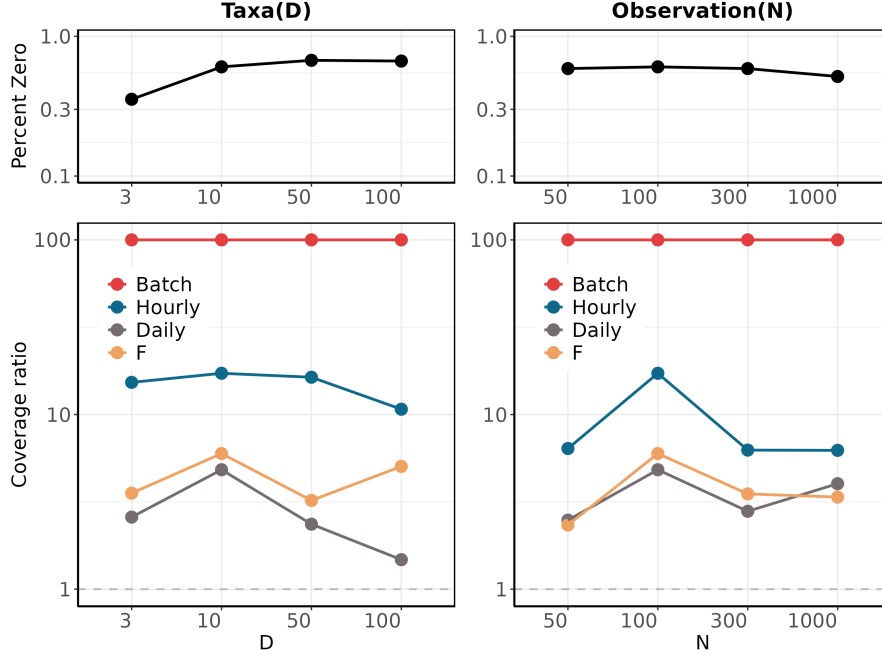 Taxa(D)
Observation(N)
Percent Zero
1.0
0.3
0.1
3 10 50 100
1.0
0.3
0.1
50 100 300 1000
Coverage ratio
100
10
1
Batch
Hourly
Daily
F
3 10 50 100
D
100
10
1
Batch
Hourly
Daily
F
50 100 300 1000
N